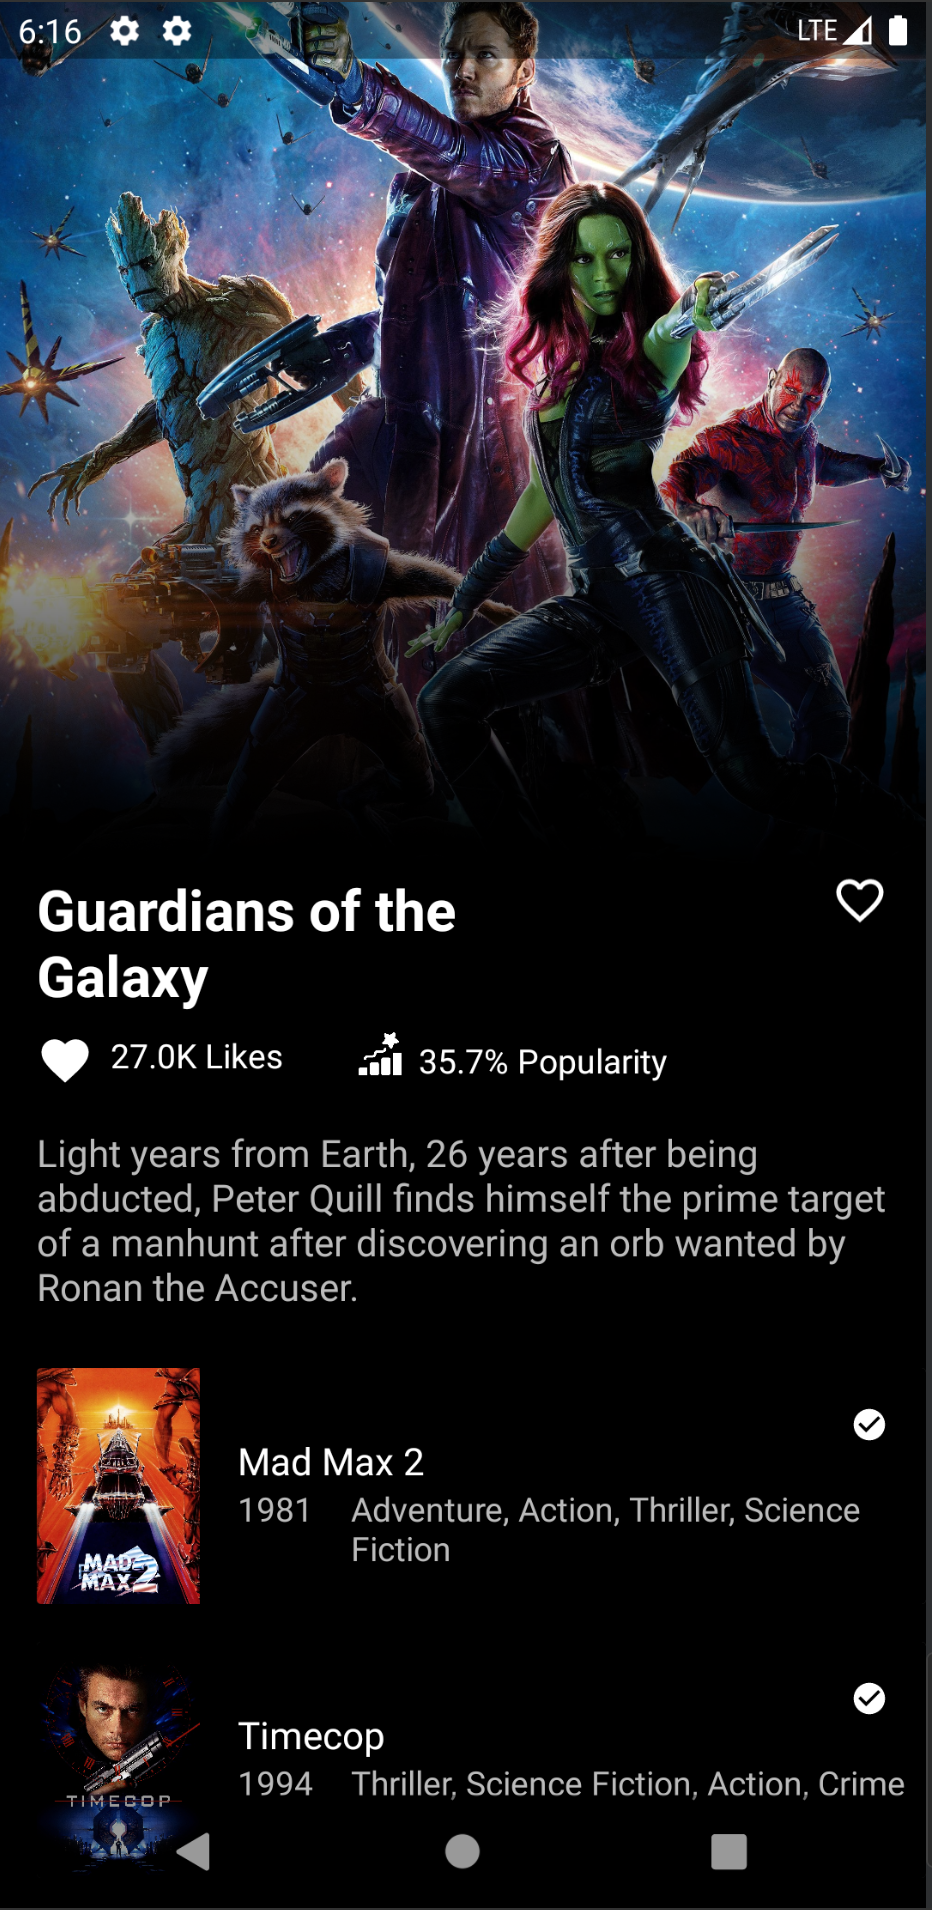 6:16 LTE
Guardians of the
Galaxy
27.0K Likes 35.7% Popularity
Light years from Earth, 26 years after being
abducted, Peter Quill finds himself the prime target
of a manhunt after discovering an orb wanted by
Ronan the Accuser.
MAD
MAX 2
Mad Max 2
1981 Adventure, Action, Thriller, Science
Fiction
TIMECOP
Timecop
1994 Thriller, Science Fiction, Action, Crime